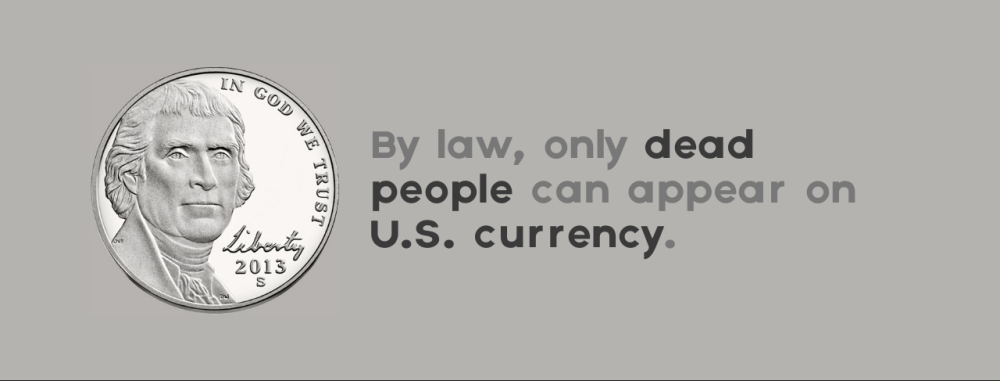 IN GOD WE TRUST
Liberty
2013
S
By law, only dead
people can appear on
U.S. currency.